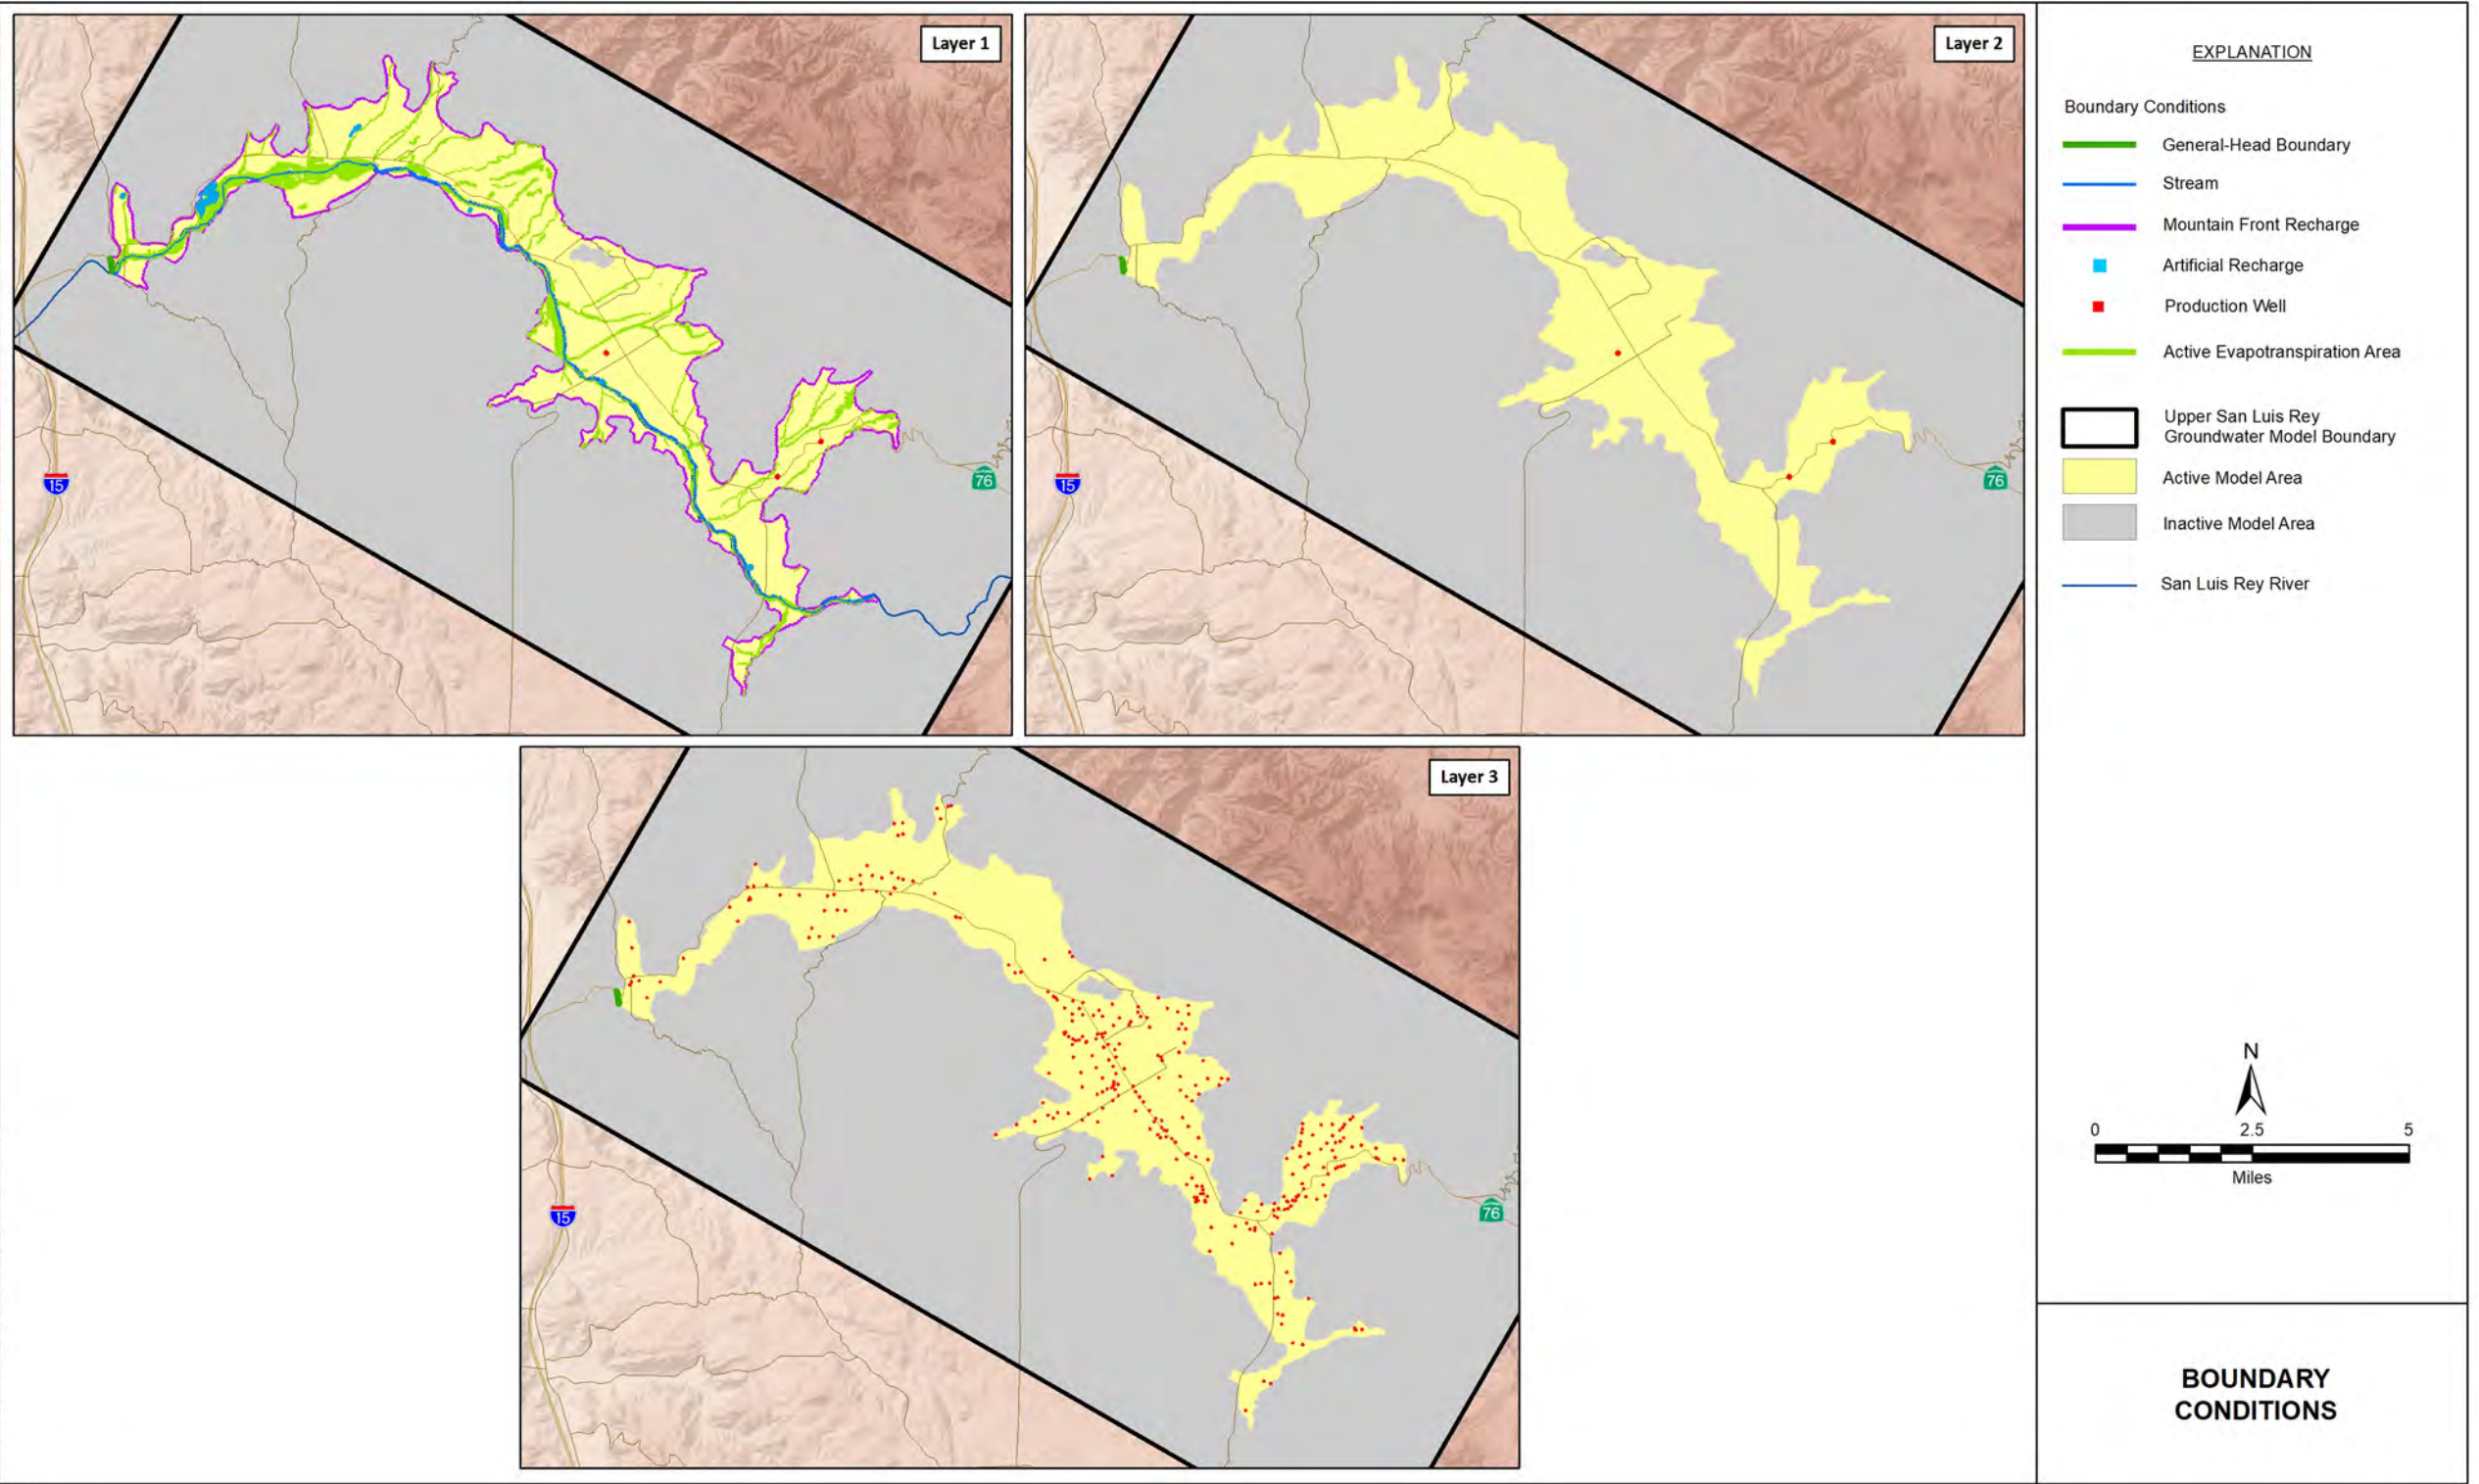 Layer 1
15
76
Layer 2
15
76
Layer 3
15
76
EXPLANATION
Boundary Conditions
General-Head Boundary
Stream
Mountain Front Recharge
Artificial Recharge
Production Well
Active Evapotranspiration Area
Upper San Luis Rey
Groundwater Model Boundary
Active Model Area
Inactive Model Area
San Luis Rey River
N
0 2.5 5
Miles
BOUNDARY
CONDITIONS